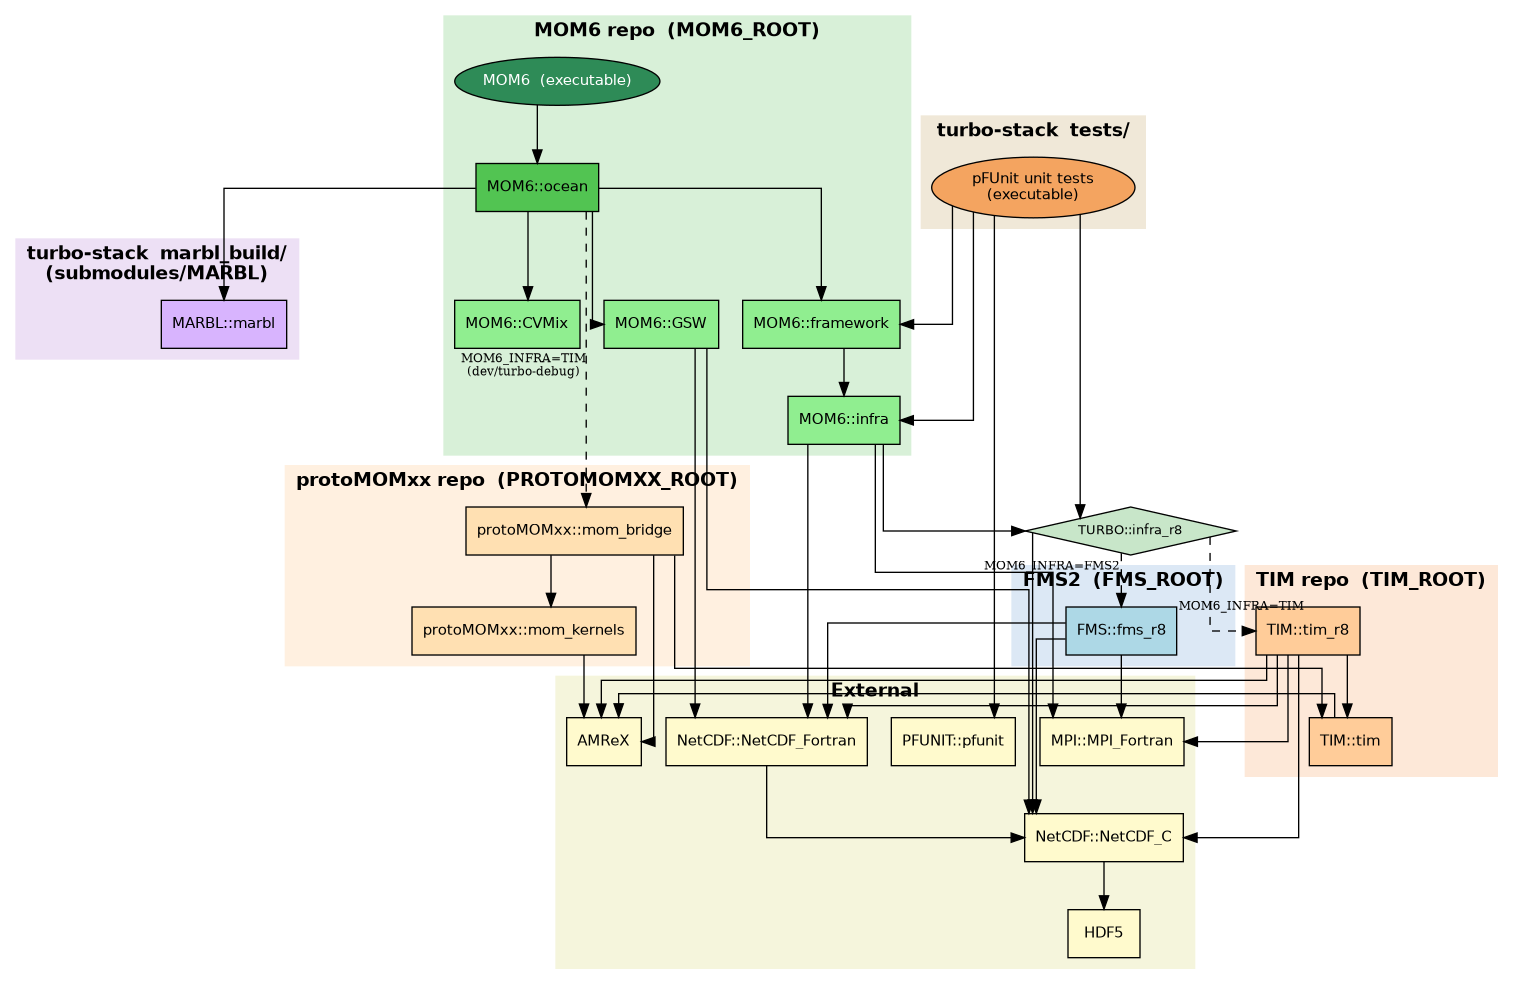 MOM6 repo  (MOM6_ROOT)
MOM6  (executable)
turbo-stack  tests/
pFUnit unit tests
(executable)
MOM6::ocean
turbo-stack  marbl_build/
(submodules/MARBL)
MARBL::marbl
MOM6::CVMix
MOM6::GSW
MOM6::framework
MOM6_INFRA=TIM
(dev/turbo-debug)
MOM6::infra
protoMOMxx repo  (PROTOMOMXX_ROOT)
protoMOMxx::mom_bridge
TURBO::infra_r8
MOM6_INFRA=FMS2
FMS2  (FMS_ROOT)
TIM repo  (TIM_ROOT)
MOM6_INFRA=TIM
protoMOMxx::mom_kernels
FMS::fms_r8
TIM::tim_r8
External
AMReX
NetCDF::NetCDF_Fortran
PFUNIT::pfunit
MPI::MPI_Fortran
TIM::tim
NetCDF::NetCDF_C
HDF5